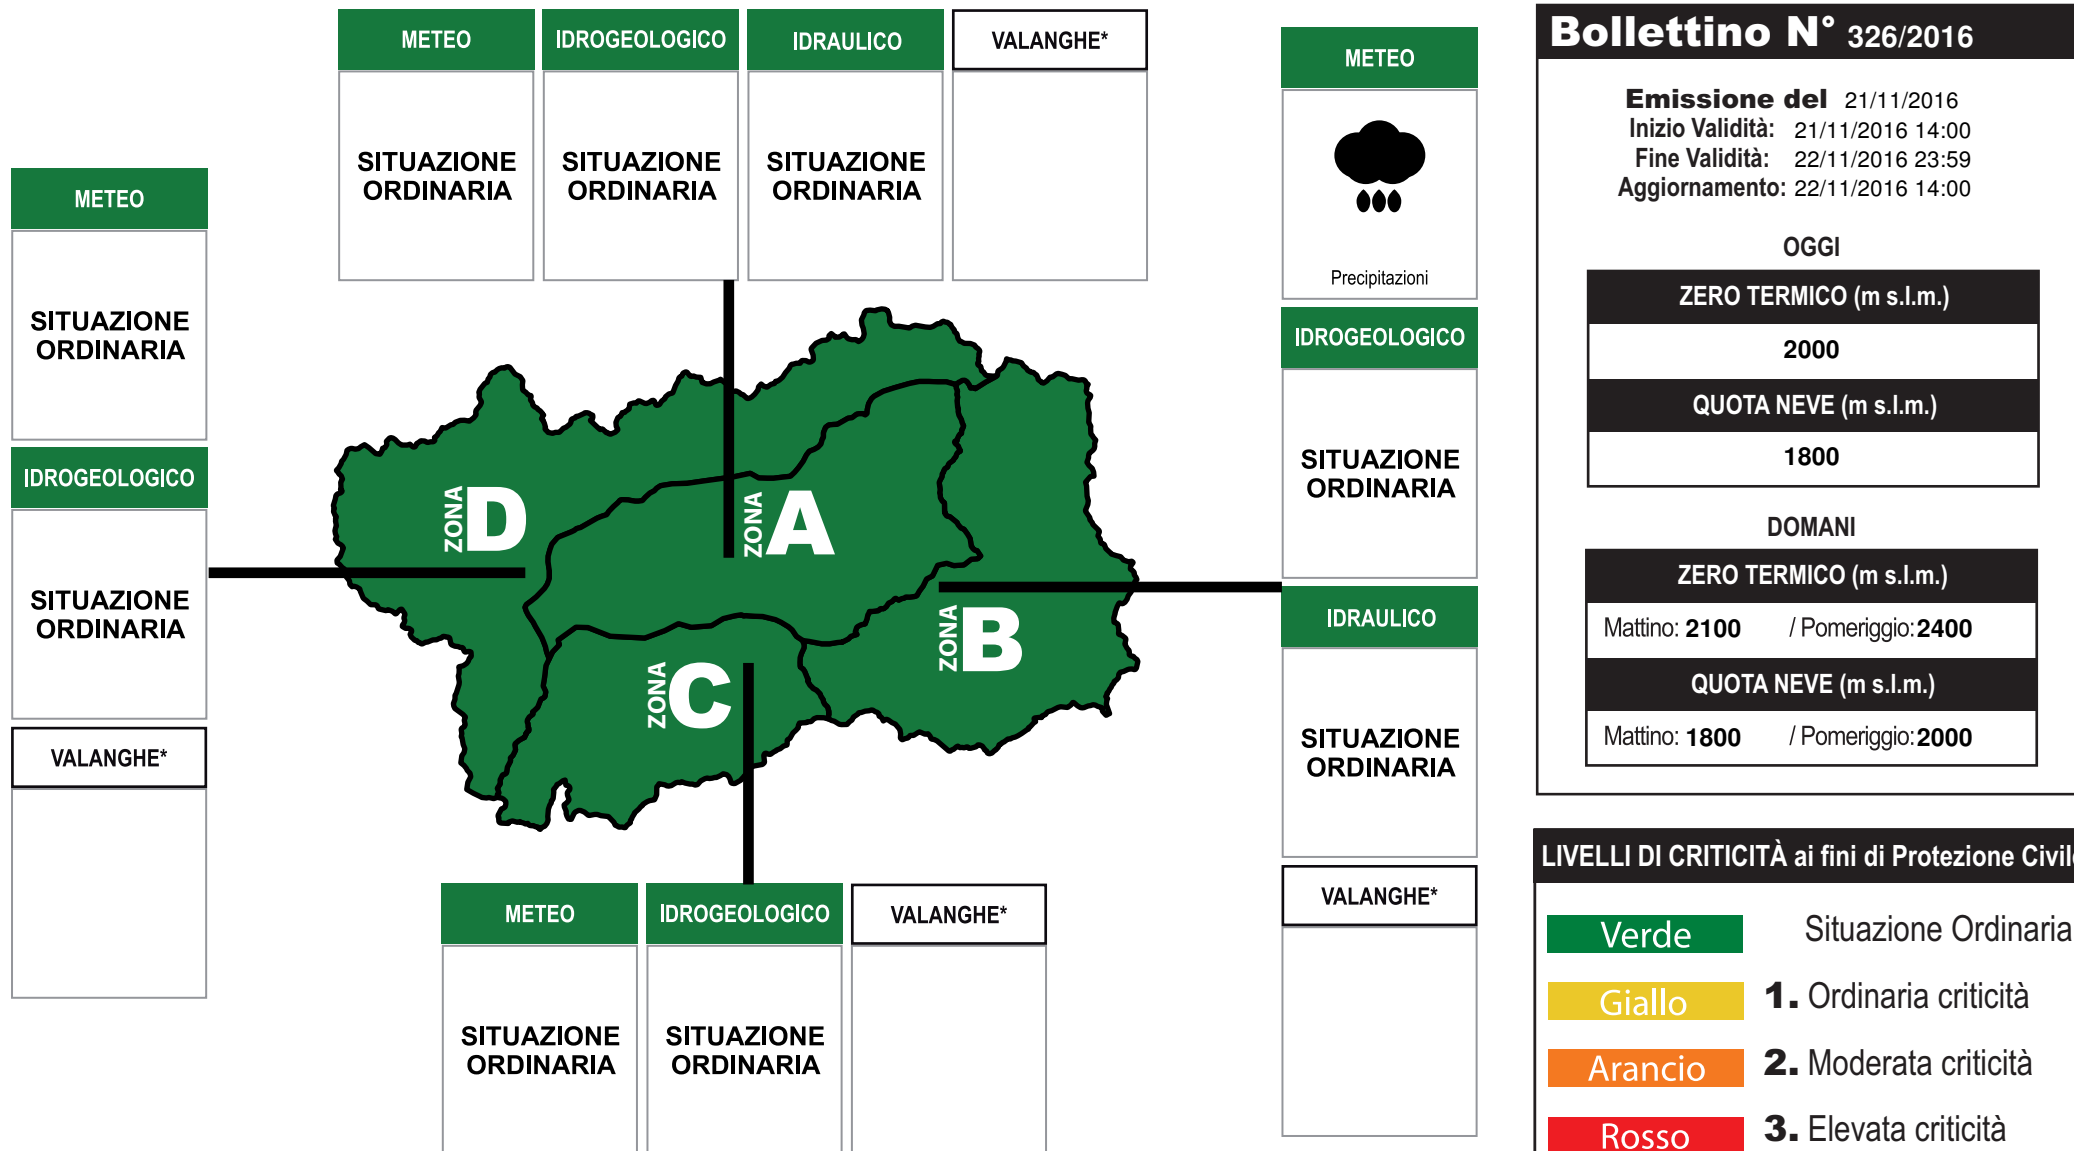 METEO
IDROGEOLOGICO
IDRAULICO
VALANGHE*
SITUAZIONE
ORDINARIA
SITUAZIONE
ORDINARIA
SITUAZIONE
ORDINARIA
METEO
SITUAZIONE
ORDINARIA
IDROGEOLOGICO
SITUAZIONE
ORDINARIA
VALANGHE*
ZONA D
ZONA A
ZONA B
ZONA C
METEO
IDROGEOLOGICO
VALANGHE*
SITUAZIONE
ORDINARIA
SITUAZIONE
ORDINARIA
METEO
Precipitazioni
IDROGEOLOGICO
SITUAZIONE
ORDINARIA
IDRAULICO
SITUAZIONE
ORDINARIA
VALANGHE*
Bollettino N° 326/2016
Emissione del 21/11/2016
Inizio Validità: 21/11/2016 14:00
Fine Validità: 22/11/2016 23:59
Aggiornamento: 22/11/2016 14:00
OGGI
ZERO TERMICO (m s.l.m.)
2000
QUOTA NEVE (m s.l.m.)
1800
DOMANI
ZERO TERMICO (m s.l.m.)
Mattino: 2100 / Pomeriggio: 2400
QUOTA NEVE (m s.l.m.)
Mattino: 1800 / Pomeriggio: 2000
LIVELLI DI CRITICITÀ ai fini di Protezione Civile
Verde Situazione Ordinaria
Giallo 1. Ordinaria criticità
Arancio 2. Moderata criticità
Rosso 3. Elevata criticità